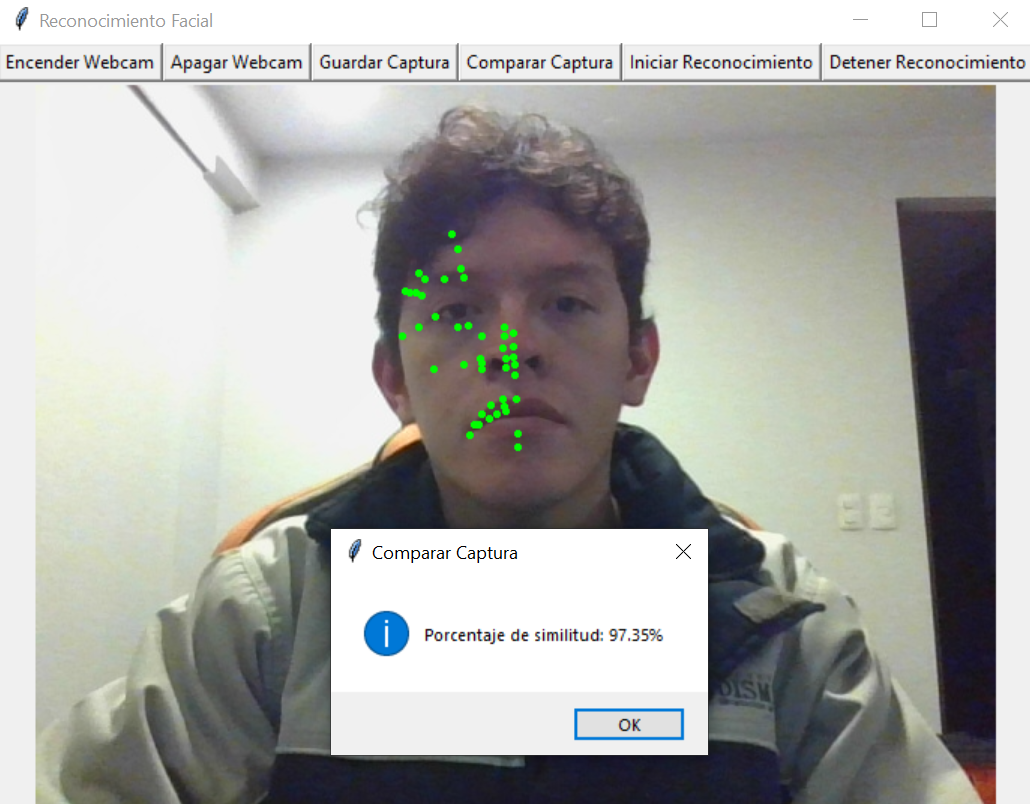 Reconocimiento Facial
Encender Webcam Apagar Webcam Guardar Captura Comparar Captura Iniciar Reconocimiento Detener Reconocimiento
DISM
Comparar Captura
Porcentaje de similitud: 97.35%
OK